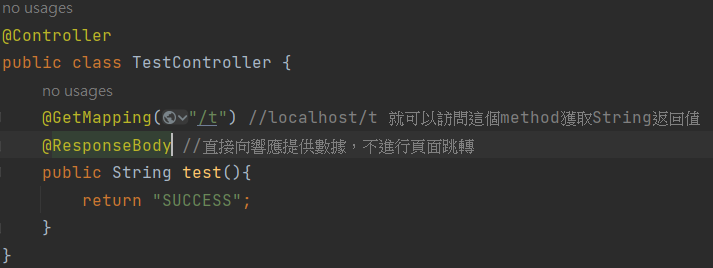 no usages
@Controller
public class TestController {
no usages
@GetMapping("/t") //localhost/t 就可以訪問這個method獲取String返回值
@ResponseBody //直接向響應提供數據，不進行頁面跳轉
public String test(){
return "SUCCESS";
}
}